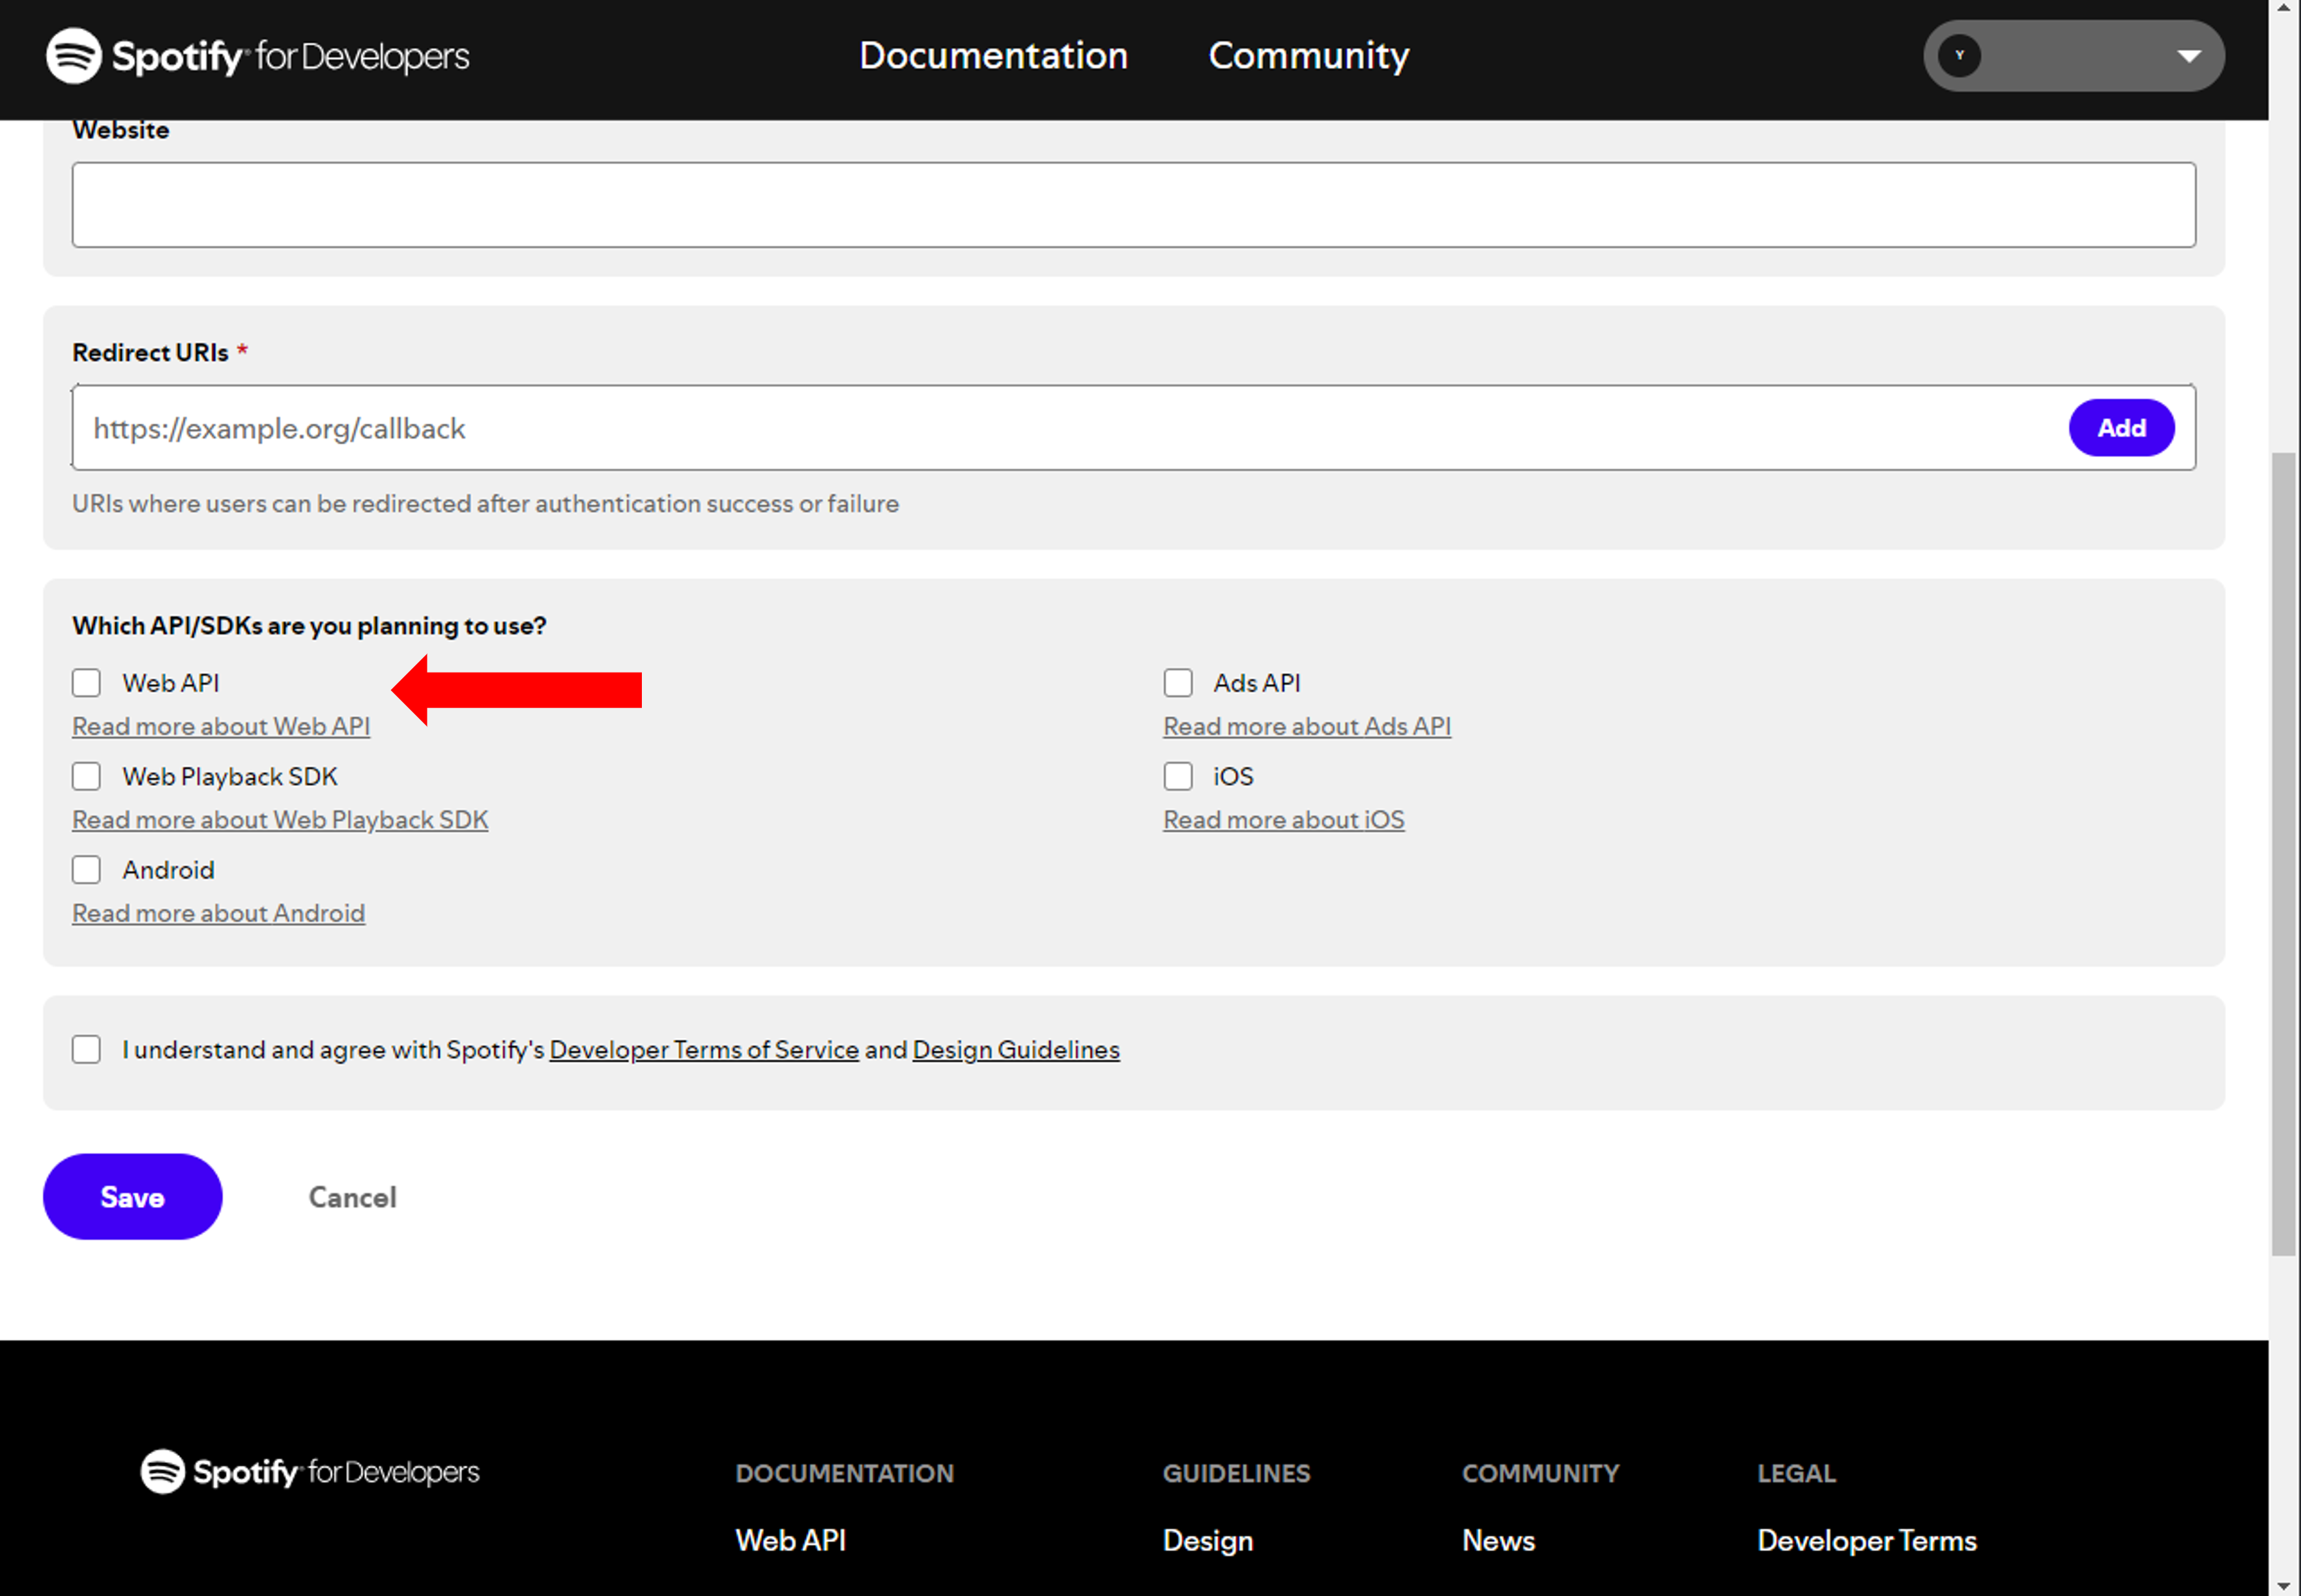 Spotify for Developers
Documentation
Community
Y
Website
Redirect URIs *
https://example.org/callback
Add
URIs where users can be redirected after authentication success or failure
Which API/SDKs are you planning to use?
Web API
Read more about Web API
Ads API
Read more about Ads API
Web Playback SDK
Read more about Web Playback SDK
iOS
Read more about iOS
Android
Read more about Android
I understand and agree with Spotify's Developer Terms of Service and Design Guidelines
Save
Cancel
Spotify for Developers
DOCUMENTATION
Web API
GUIDELINES
Design
COMMUNITY
News
LEGAL
Developer Terms